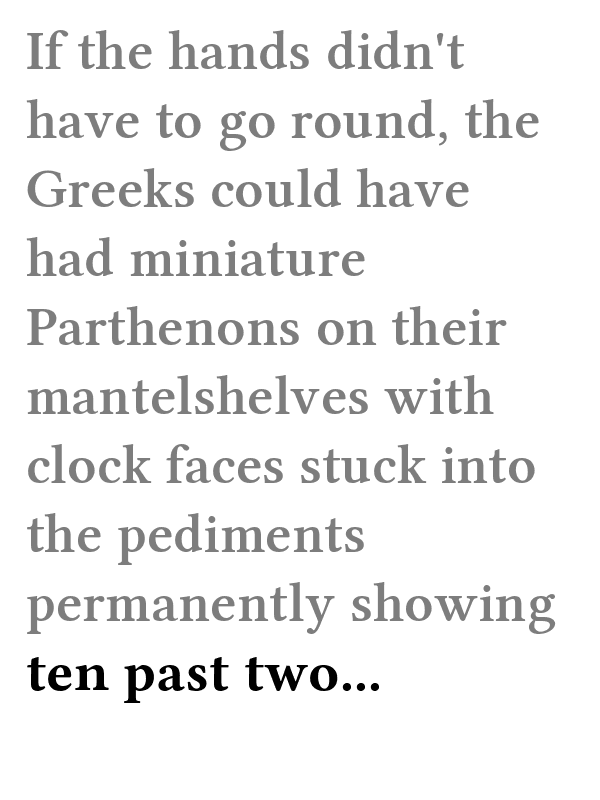 If the hands didn't
have to go round, the
Greeks could have
had miniature
Parthenons on their
mantelshelves with
clock faces stuck into
the pediments
permanently showing
ten past two...